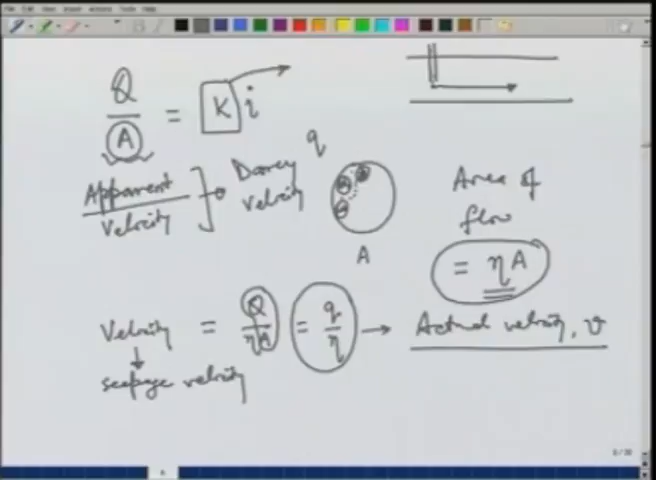 Q
A
= K i
Apparent
velocity
Darcy
velocity
q
A
Area of
flow
= ηA
Velocity = Q/ηA = q/η → Actual velocity, v
seepage velocity